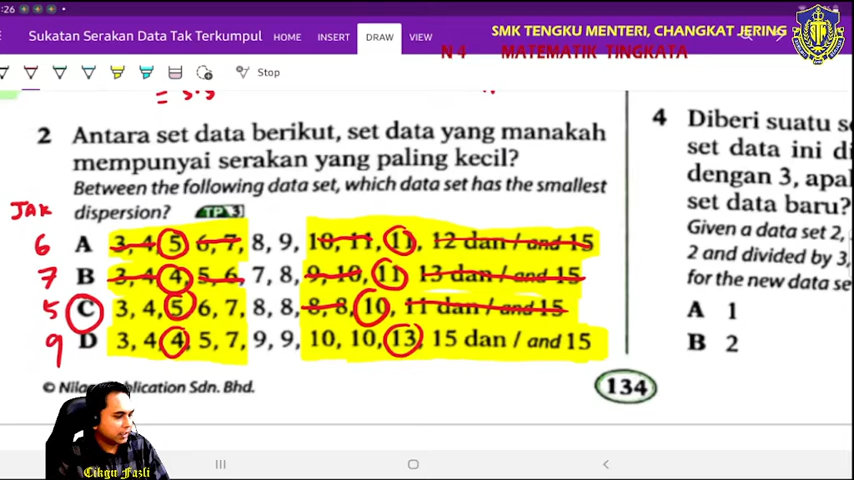 :26
Sukatan Serakan Data Tak Terkumpul HOME INSERT DRAW VIEW
SMK TENGKU MENTERI, CHANGKAT JERING
N 4 MATEMATIK TINGKATA
Stop
2 Antara set data berikut, set data yang manakah
mempunyai serakan yang paling kecil?
Between the following data set, which data set has the smallest
dispersion? TP 3
JAK
6 A 3, 4, 5, 6, 7, 8, 9, 10, 11, 11, 12 dan / and 15
7 B 3, 4, 4, 5, 6, 7, 8, 9, 10, 11, 13 dan / and 15
5 C 3, 4, 5, 6, 7, 8, 8, 8, 8, 10, 11 dan / and 15
9 D 3, 4, 4, 5, 7, 9, 9, 10, 10, 13, 15 dan / and 15
Publication Sdn. Bhd.
134
4 Diberi suatu s
set data ini di
dengan 3, apal
set data baru?
Given a data set 2,
2 and divided by 3,
for the new data se
A 1
B 2
Cikgu Fazli